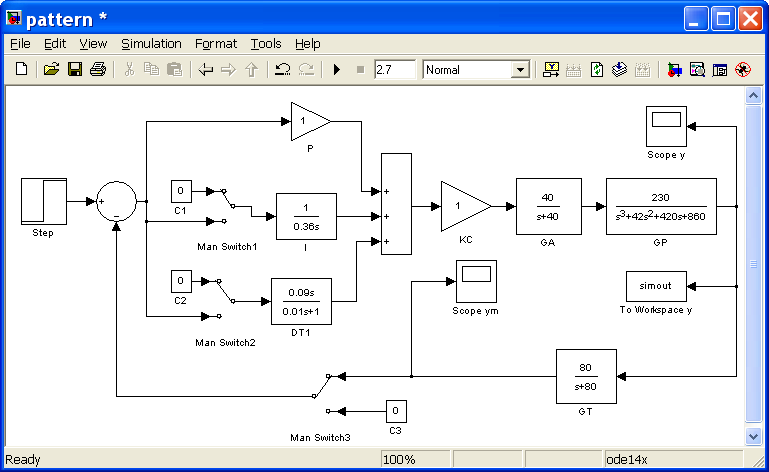 pattern *
File Edit View Simulation Format Tools Help
2.7 Normal
1
P
Scope y
Step
+
−
0
C1
Man Switch1
1
0.36s
I
+
+
+
1
KC
40
s+40
GA
230
s³+42s²+420s+860
GP
0
C2
Man Switch2
0.09s
0.01s+1
DT1
Scope ym
simout
To Workspace y
80
s+80
GT
0
C3
Man Switch3
Ready 100% ode14x